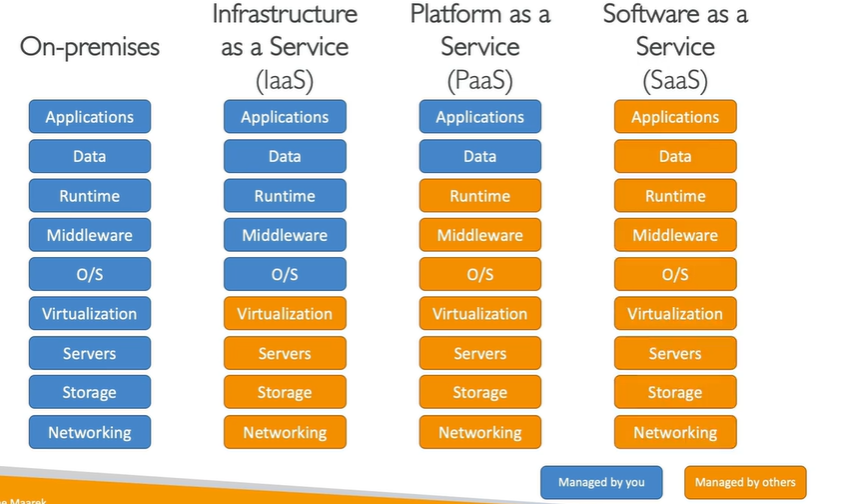 On-premises
Infrastructure
as a Service
(IaaS)
Platform as a
Service
(PaaS)
Software as a
Service
(SaaS)
Applications
Applications
Applications
Applications
Data
Data
Data
Data
Runtime
Runtime
Runtime
Runtime
Middleware
Middleware
Middleware
Middleware
O/S
O/S
O/S
O/S
Virtualization
Virtualization
Virtualization
Virtualization
Servers
Servers
Servers
Servers
Storage
Storage
Storage
Storage
Networking
Networking
Networking
Networking
Managed by you
Managed by others
Maarek